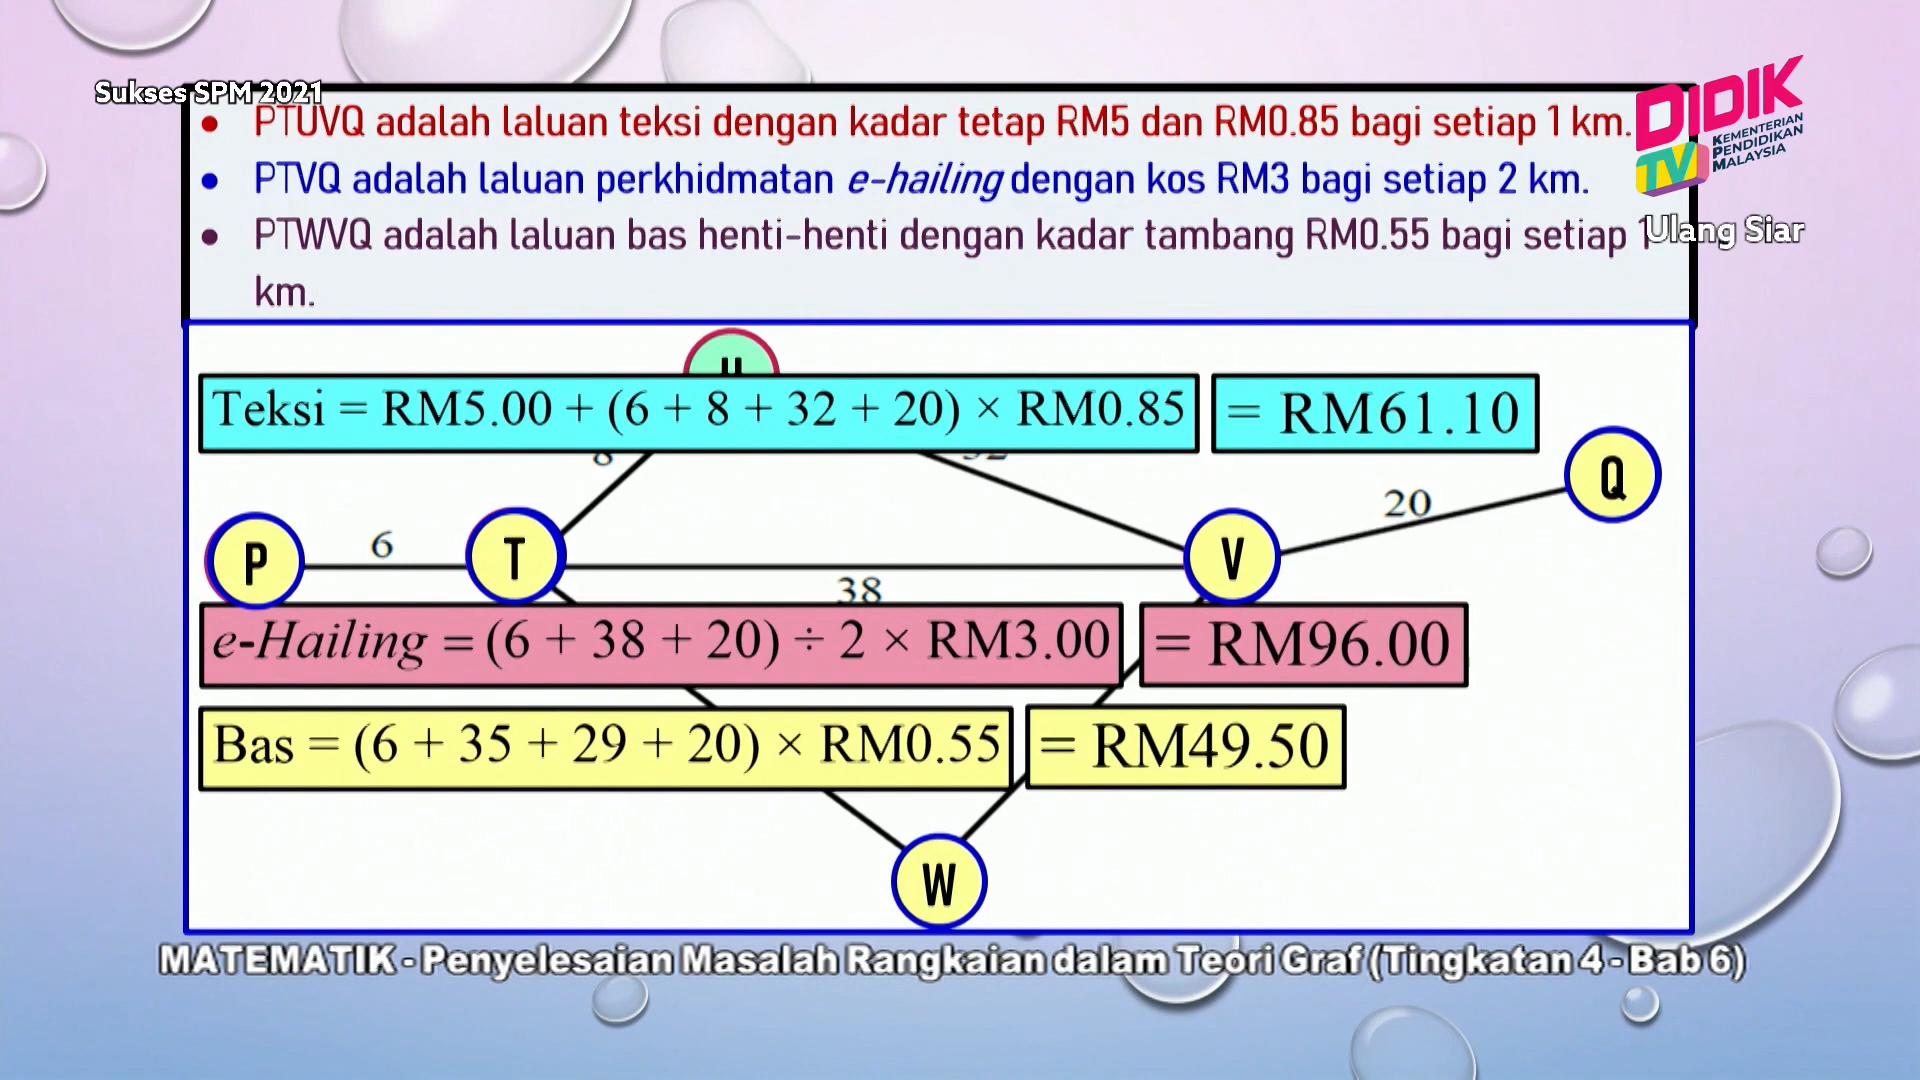 Sukses SPM 2021
DIDIK
TV
KEMENTERIAN
PENDIDIKAN
MALAYSIA
Ulang Siar
• PTUVQ adalah laluan teksi dengan kadar tetap RM5 dan RM0.85 bagi setiap 1 km.
• PTVQ adalah laluan perkhidmatan e-hailing dengan kos RM3 bagi setiap 2 km.
• PTWVQ adalah laluan bas henti-henti dengan kadar tambang RM0.55 bagi setiap 1
km.
Teksi = RM5.00 + (6 + 8 + 32 + 20) × RM0.85 = RM61.10
8
Q
20
P 6 T V
38
e-Hailing = (6 + 38 + 20) ÷ 2 × RM3.00 = RM96.00
Bas = (6 + 35 + 29 + 20) × RM0.55 = RM49.50
W
MATEMATIK - Penyelesaian Masalah Rangkaian dalam Teori Graf (Tingkatan 4 - Bab 6)